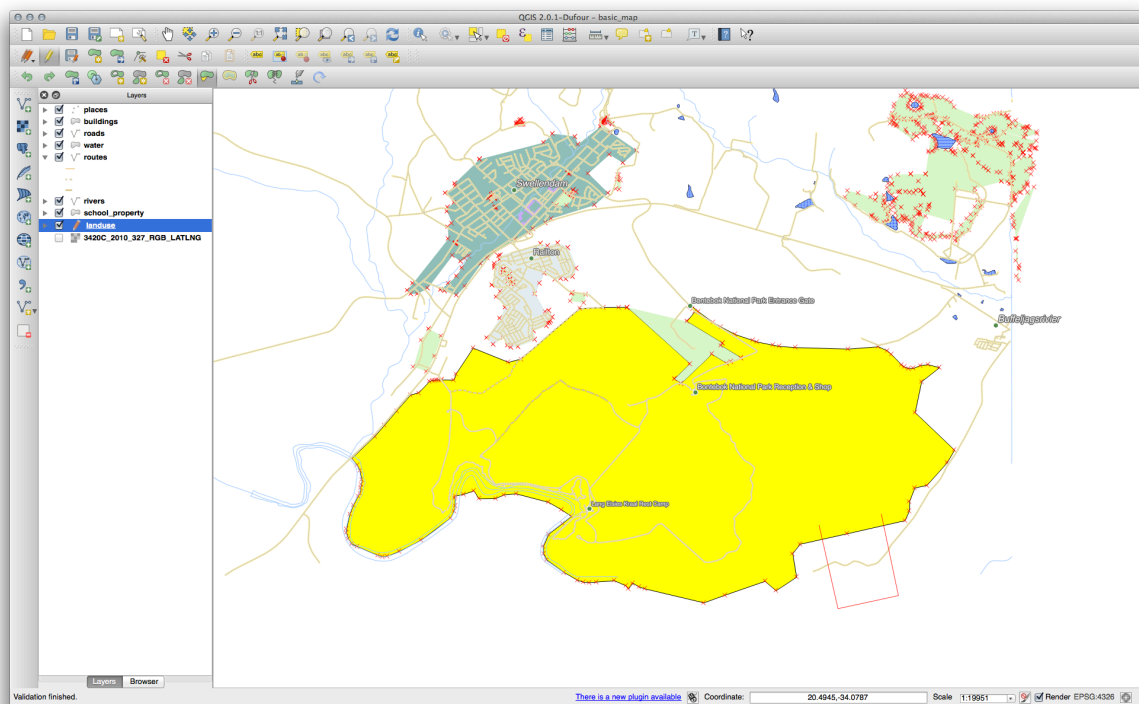 QGIS 2.0.1-Dufour - basic_map
Layers
places
buildings
roads
water
routes
rivers
school_property
landuse
3420C_2010_327_RGB_LATLNG
Swellendam
Railton
Bontebok National Park Entrance Gate
Buffeljagsrivier
Bontebok National Park Reception & Shop
Lang Elsies Kraal Rest Camp
Layers
Browser
Validation finished.
There is a new plugin available
Coordinate:
20.4945,-34.0787
Scale
1:19951
Render
EPSG:4326